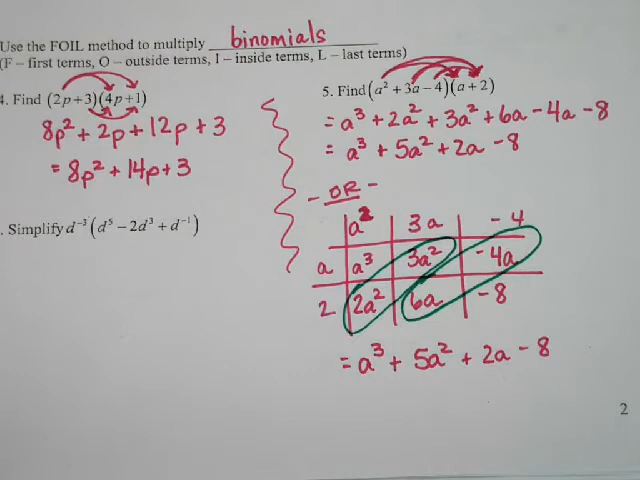 Use the FOIL method to multiply binomials
(F – first terms, O – outside terms, I – inside terms, L – last terms)
4. Find (2p+3)(4p+1)
8p² + 2p + 12p + 3
= 8p² + 14p + 3
. Simplify d⁻³(d⁵ − 2d³ + d⁻¹)
5. Find (a² + 3a − 4)(a + 2)
= a³ + 2a² + 3a² + 6a − 4a − 8
= a³ + 5a² + 2a − 8
- OR -
a² 3a -4
a a³ 3a² -4a
2 2a² 6a -8
= a³ + 5a² + 2a − 8
2